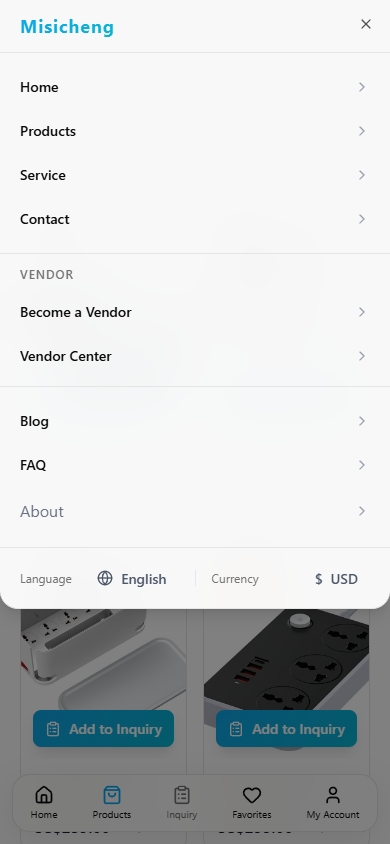 Misicheng
Home
Products
Service
Contact
VENDOR
Become a Vendor
Vendor Center
Blog
FAQ
About
Language English Currency $ USD
Add to Inquiry Add to Inquiry
Home Products Inquiry Favorites My Account